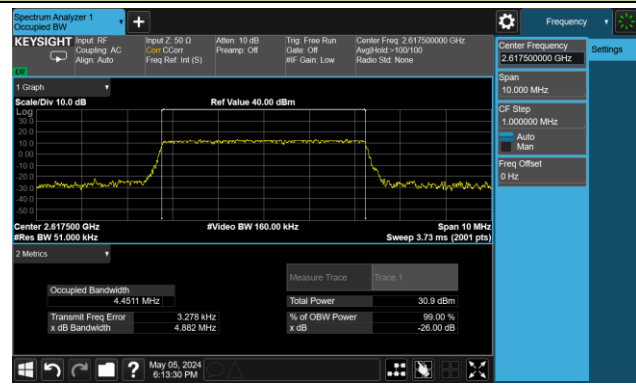 Spectrum Analyzer 1
Occupied BW
Frequency
KEYSIGHT
Input: RF
Coupling: AC
Align: Auto
Input Z: 50 Ω
Corr CCorr
Freq Ref: Int (S)
Atten: 10 dB
Preamp: Off
Trig: Free Run
Gate: Off
#IF Gain: Low
Center Freq: 2.617500000 GHz
Avg|Hold:>100/100
Radio Std: None
Center Frequency
2.617500000 GHz
Settings
Span
10.000 MHz
CF Step
1.000000 MHz
Auto
Man
Freq Offset
0 Hz
1 Graph
Scale/Div 10.0 dB
Ref Value 40.00 dBm
Log
30.0
20.0
10.0
0.00
-10.0
-20.0
-30.0
-40.0
-50.0
Center 2.617500 GHz
#Video BW 160.00 kHz
Span 10 MHz
#Res BW 51.000 kHz
Sweep 3.73 ms (2001 pts)
2 Metrics
Measure Trace
Trace 1
Occupied Bandwidth
4.4511 MHz
Total Power
30.9 dBm
Transmit Freq Error
3.278 kHz
% of OBW Power
99.00 %
x dB Bandwidth
4.882 MHz
x dB
-26.00 dB
?
May 05, 2024
6:13:30 PM